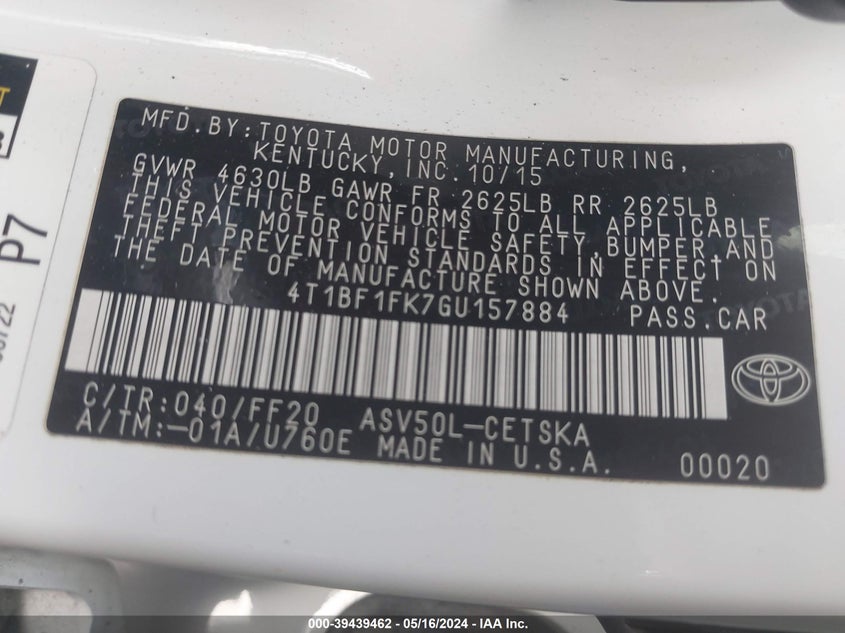 MFD.BY:TOYOTA MOTOR MANUFACTURING,
KENTUCKY,INC.10/15
GVWR 4630LB GAWR FR 2625LB RR 2625LB
THIS VEHICLE CONFORMS TO ALL APPLICABLE
FEDERAL MOTOR VEHICLE SAFETY,BUMPER,AND
THEFT PREVENTION STANDARDS IN EFFECT ON
THE DATE OF MANUFACTURE SHOWN ABOVE.
4T1BF1FK7GU157884 PASS.CAR
C/TR:040/FF20 ASV50L-CETSKA
A/TM:-01A/U760E MADE IN U.S.A. 00020
P7
000-39439462 - 05/16/2024 - IAA Inc.